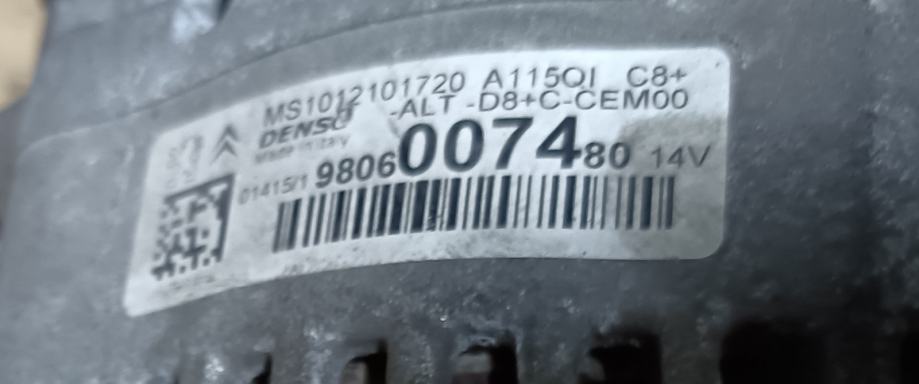 MS1012101720 A115QI C8+
DENSO -ALT -D8+C-CEM00
Made in Italy
01415/1 9806007480 14V